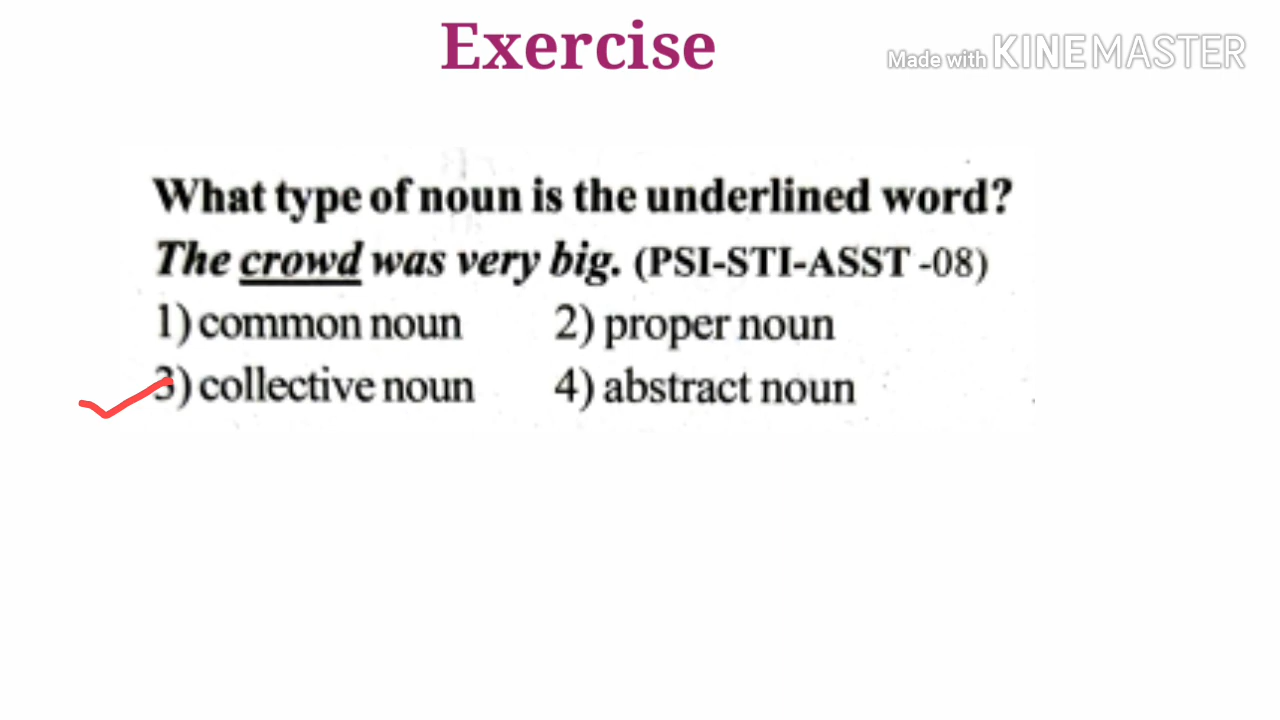 Exercise
Made with KINEMASTER
What type of noun is the underlined word?
The crowd was very big. (PSI-STI-ASST -08)
1) common noun 2) proper noun
3) collective noun 4) abstract noun